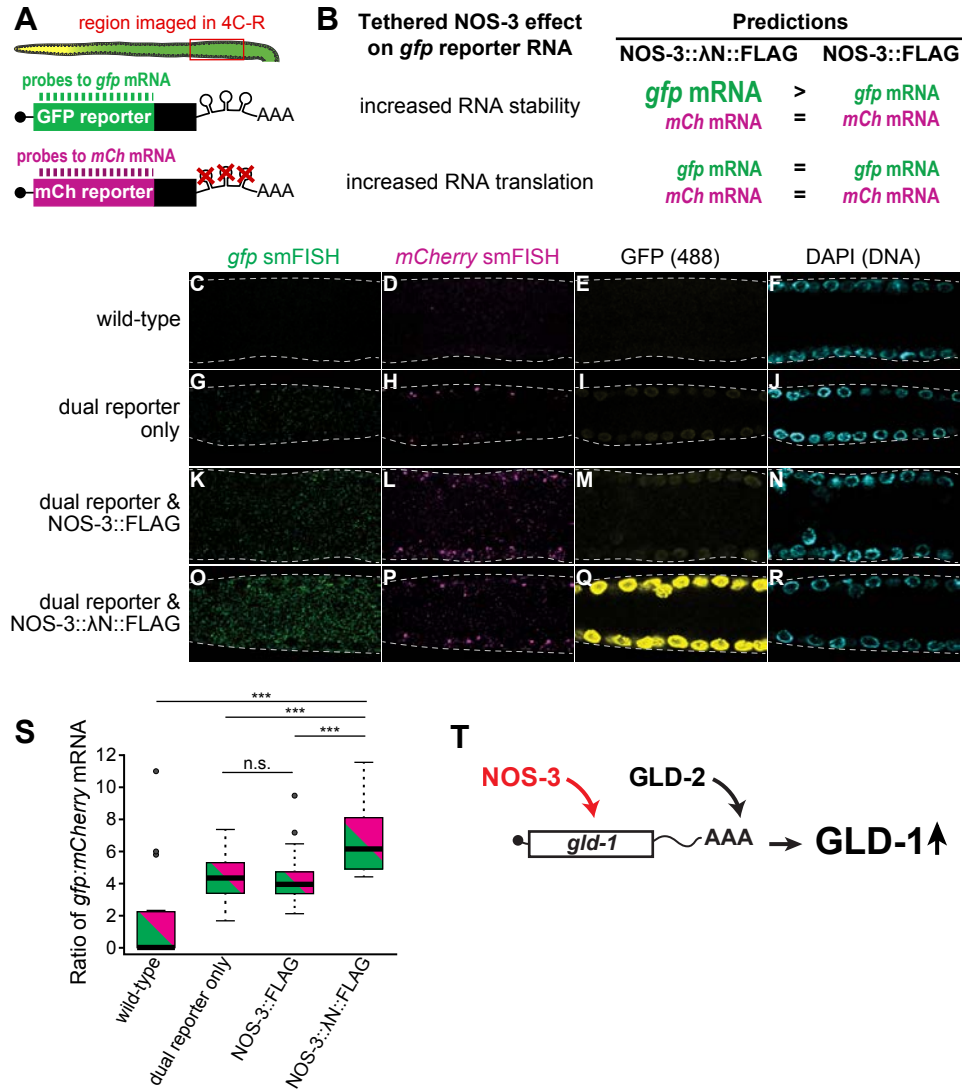 A
region imaged in 4C-R
probes to gfp mRNA
GFP reporter
AAA
probes to mCh mRNA
mCh reporter
AAA
B
Tethered NOS-3 effect
on gfp reporter RNA
Predictions
NOS-3::λN::FLAG NOS-3::FLAG
increased RNA stability
gfp mRNA > gfp mRNA
mCh mRNA = mCh mRNA
increased RNA translation
gfp mRNA = gfp mRNA
mCh mRNA = mCh mRNA
gfp smFISH mCherry smFISH GFP (488) DAPI (DNA)
wild-type
C D E F
dual reporter
only
G H I J
dual reporter &
NOS-3::FLAG
K L M N
dual reporter &
NOS-3::λN::FLAG
O P Q R
S
Ratio of gfp:mCherry mRNA
12
10
8
6
4
2
0
***
***
***
n.s.
wild-type
dual reporter only
NOS-3::FLAG
NOS-3::λN::FLAG
T
NOS-3
GLD-2
gld-1
AAA
GLD-1